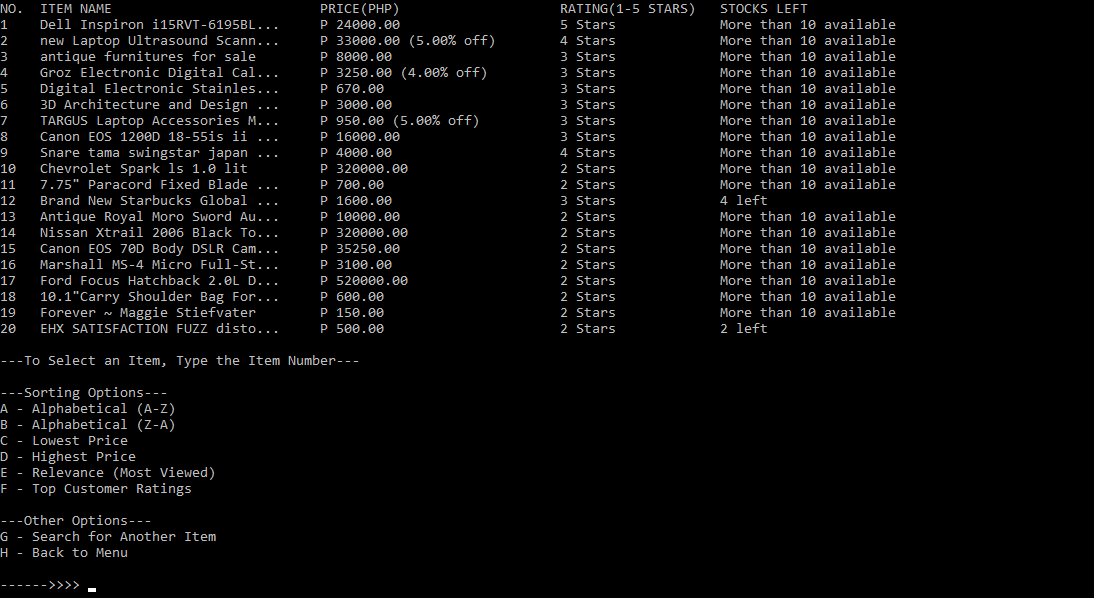 NO. ITEM NAME PRICE(PHP) RATING(1-5 STARS) STOCKS LEFT
1 Dell Inspiron i15RVT-6195BL... P 24000.00 5 Stars More than 10 available
2 new Laptop Ultrasound Scann... P 33000.00 (5.00% off) 4 Stars More than 10 available
3 antique furnitures for sale P 8000.00 3 Stars More than 10 available
4 Groz Electronic Digital Cal... P 3250.00 (4.00% off) 3 Stars More than 10 available
5 Digital Electronic Stainles... P 670.00 3 Stars More than 10 available
6 3D Architecture and Design ... P 3000.00 3 Stars More than 10 available
7 TARGUS Laptop Accessories M... P 950.00 (5.00% off) 3 Stars More than 10 available
8 Canon EOS 1200D 18-55is ii ... P 16000.00 3 Stars More than 10 available
9 Snare tama swingstar japan ... P 4000.00 4 Stars More than 10 available
10 Chevrolet Spark ls 1.0 lit P 320000.00 2 Stars More than 10 available
11 7.75" Paracord Fixed Blade ... P 700.00 2 Stars More than 10 available
12 Brand New Starbucks Global ... P 1600.00 3 Stars 4 left
13 Antique Royal Moro Sword Au... P 10000.00 2 Stars More than 10 available
14 Nissan Xtrail 2006 Black To... P 320000.00 2 Stars More than 10 available
15 Canon EOS 70D Body DSLR Cam... P 35250.00 2 Stars More than 10 available
16 Marshall MS-4 Micro Full-St... P 3100.00 2 Stars More than 10 available
17 Ford Focus Hatchback 2.0L D... P 520000.00 2 Stars More than 10 available
18 10.1"Carry Shoulder Bag For... P 600.00 2 Stars More than 10 available
19 Forever ~ Maggie Stiefvater P 150.00 2 Stars More than 10 available
20 EHX SATISFACTION FUZZ disto... P 500.00 2 Stars 2 left
---To Select an Item, Type the Item Number---
---Sorting Options---
A - Alphabetical (A-Z)
B - Alphabetical (Z-A)
C - Lowest Price
D - Highest Price
E - Relevance (Most Viewed)
F - Top Customer Ratings
---Other Options---
G - Search for Another Item
H - Back to Menu
------>>>> _